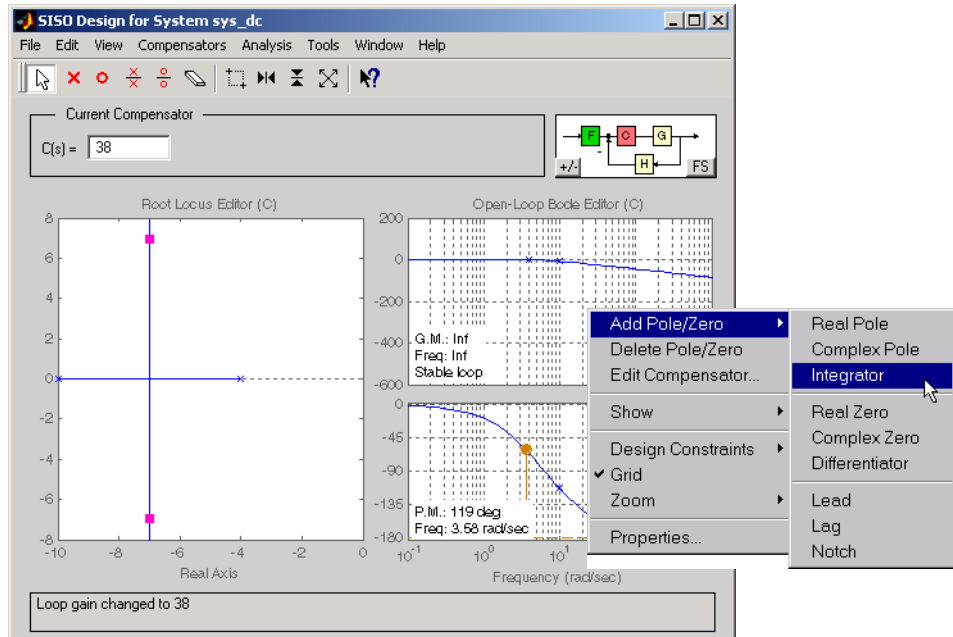 SISO Design for System sys_dc
File Edit View Compensators Analysis Tools Window Help
Current Compensator
C(s) = 38
F C G
H
+/- FS
Root Locus Editor (C)
8
6
4
2
0
-2
-4
-6
-8
-10 -8 -6 -4 -2 0
Real Axis
Open-Loop Bode Editor (C)
200
0
-200
-400
-600
G.M.: Inf
Freq: Inf
Stable loop
0
-45
-90
-135
-180
P.M.: 119 deg
Freq: 3.58 rad/sec
10-1 100 101
Frequency (rad/sec)
Add Pole/Zero
Delete Pole/Zero
Edit Compensator...
Show
Design Constraints
Grid
Zoom
Properties...
Real Pole
Complex Pole
Integrator
Real Zero
Complex Zero
Differentiator
Lead
Lag
Notch
Loop gain changed to 38